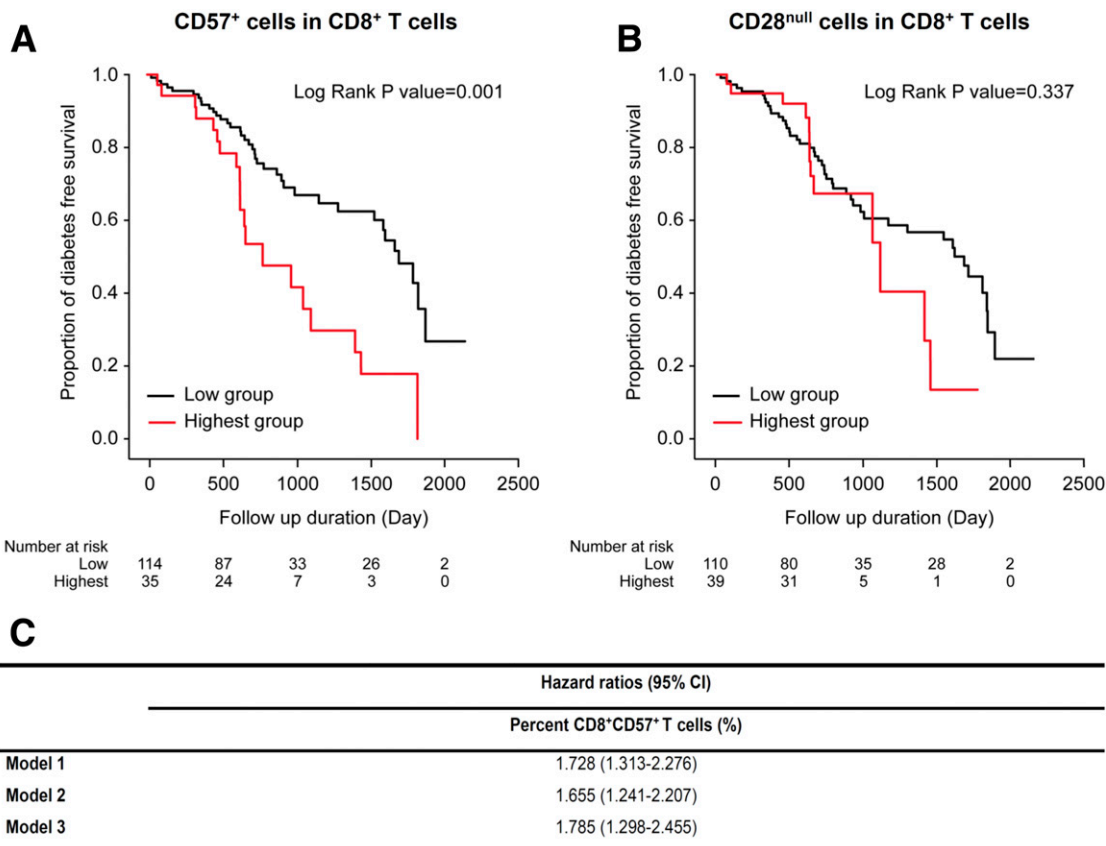 A
CD57⁺ cells in CD8⁺ T cells
Log Rank P value=0.001
Proportion of diabetes free survival
1.0
0.8
0.6
0.4
0.2
0.0
Low group
Highest group
0 500 1000 1500 2000 2500
Follow up duration (Day)
Number at risk
Low 114 87 33 26 2
Highest 35 24 7 3 0
B
CD28ⁿᵘˡˡ cells in CD8⁺ T cells
Log Rank P value=0.337
Proportion of diabetes free survival
1.0
0.8
0.6
0.4
0.2
0.0
Low group
Highest group
0 500 1000 1500 2000 2500
Follow up duration (Day)
Number at risk
Low 110 80 35 28 2
Highest 39 31 5 1 0
C
Hazard ratios (95% CI)
Percent CD8⁺CD57⁺ T cells (%)
Model 1 1.728 (1.313-2.276)
Model 2 1.655 (1.241-2.207)
Model 3 1.785 (1.298-2.455)